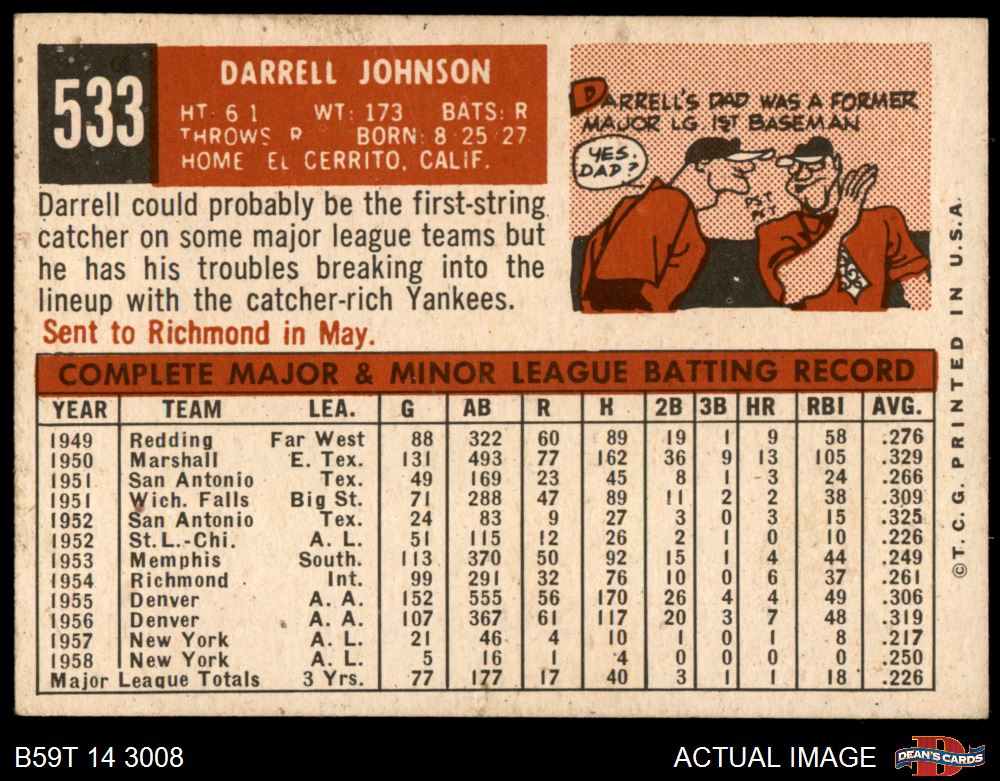 533
DARRELL JOHNSON
HT: 6 1 WT: 173 BATS: R
THROWS R BORN: 8 25 27
HOME EL CERRITO, CALIF.
DARRELL'S DAD WAS A FORMER
MAJOR LG 1ST BASEMAN
YES.
DAD?
Darrell could probably be the first-string
catcher on some major league teams but
he has his troubles breaking into the
lineup with the catcher-rich Yankees.
Sent to Richmond in May.
COMPLETE MAJOR & MINOR LEAGUE BATTING RECORD
YEAR TEAM LEA. G AB R H 2B 3B HR RBI AVG.
1949 Redding Far West 88 322 60 89 19 1 9 58 .276
1950 Marshall E. Tex. 131 493 77 162 36 9 13 105 .329
1951 San Antonio Tex. 49 169 23 45 8 1 3 24 .266
1951 Wich. Falls Big St. 71 288 47 89 11 2 2 38 .309
1952 San Antonio Tex. 24 83 9 27 3 0 3 15 .325
1952 St.L.-Chi. A. L. 51 115 12 26 2 1 0 10 .226
1953 Memphis South. 113 370 50 92 15 1 4 44 .249
1954 Richmond Int. 99 291 32 76 10 0 6 37 .261
1955 Denver A. A. 152 555 56 170 26 4 4 49 .306
1956 Denver A. A. 107 367 61 117 20 3 7 48 .319
1957 New York A. L. 21 46 4 10 1 0 1 8 .217
1958 New York A. L. 5 16 1 4 0 0 0 0 .250
Major League Totals 3 Yrs. 77 177 17 40 3 1 1 18 .226
©T. C. G. PRINTED IN U.S.A.
B59T 14 3008
ACTUAL IMAGE
DEAN'S CARDS